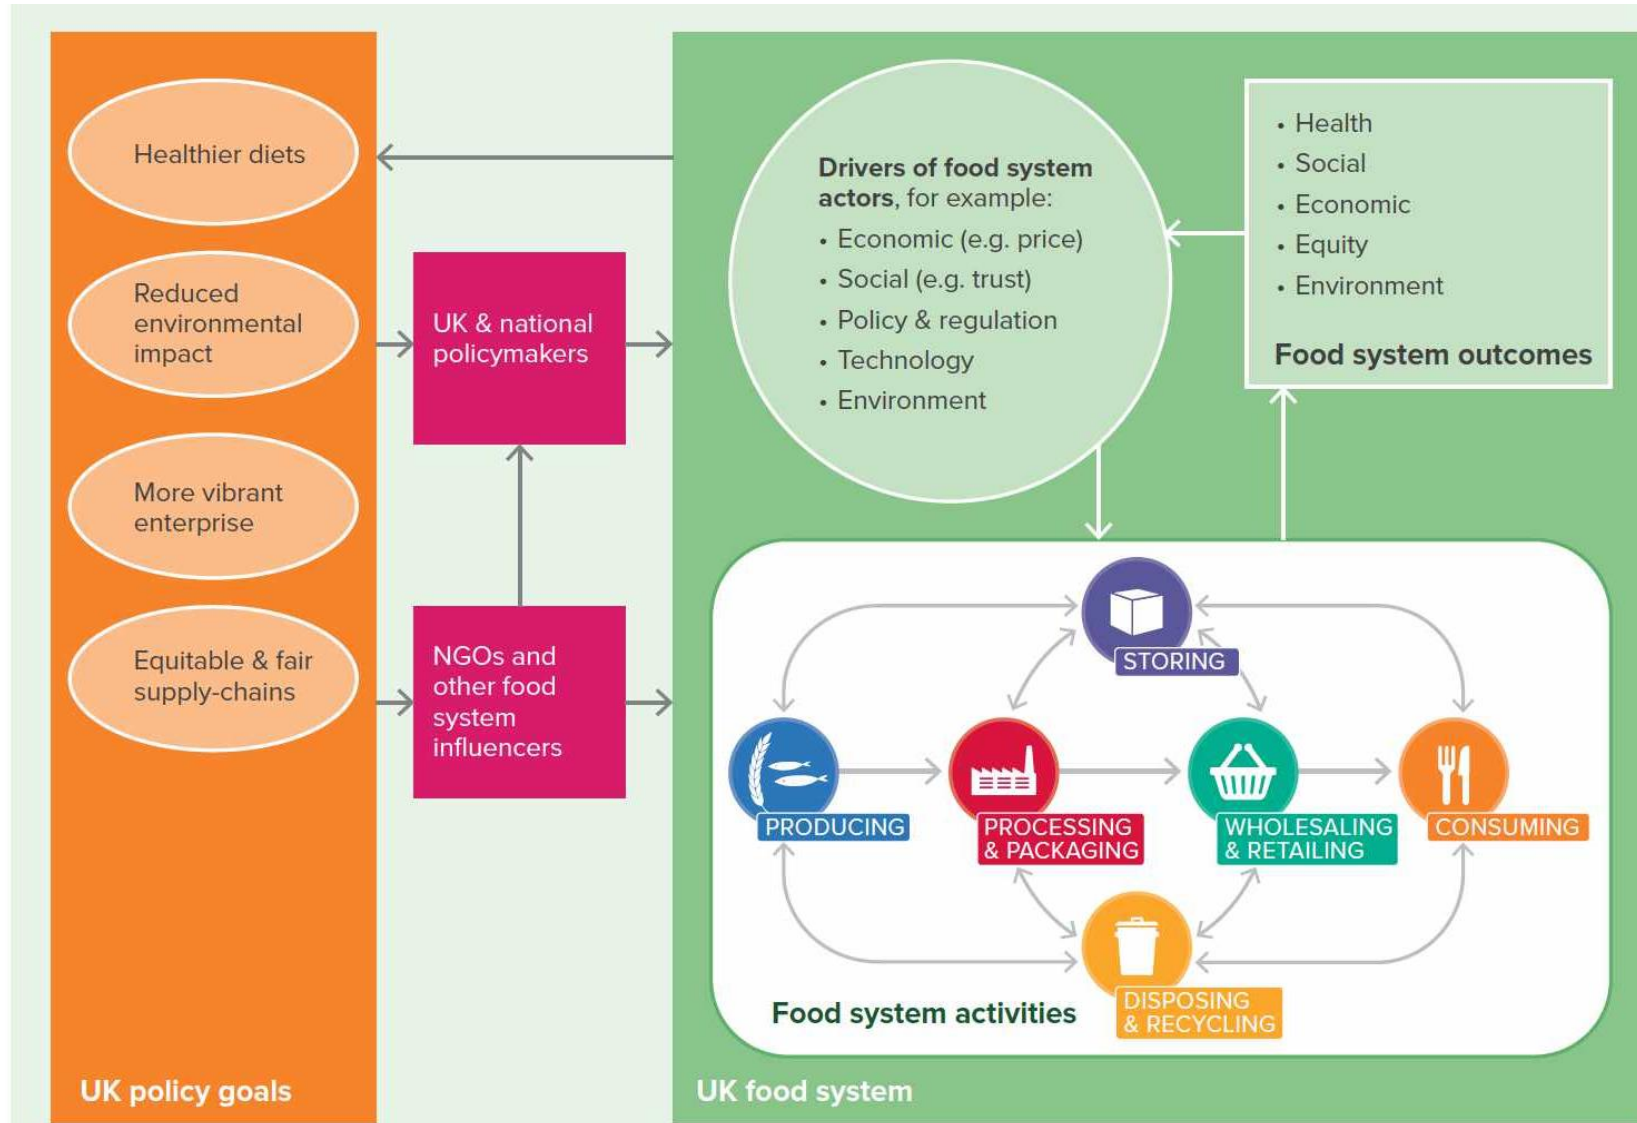 Healthier diets
Reduced
environmental
impact
More vibrant
enterprise
Equitable & fair
supply-chains
UK policy goals
UK & national
policymakers
NGOs and
other food
system
influencers
Drivers of food system
actors, for example:
• Economic (e.g. price)
• Social (e.g. trust)
• Policy & regulation
• Technology
• Environment
• Health
• Social
• Economic
• Equity
• Environment
Food system outcomes
STORING
PRODUCING
PROCESSING
& PACKAGING
WHOLESALING
& RETAILING
CONSUMING
DISPOSING
& RECYCLING
Food system activities
UK food system